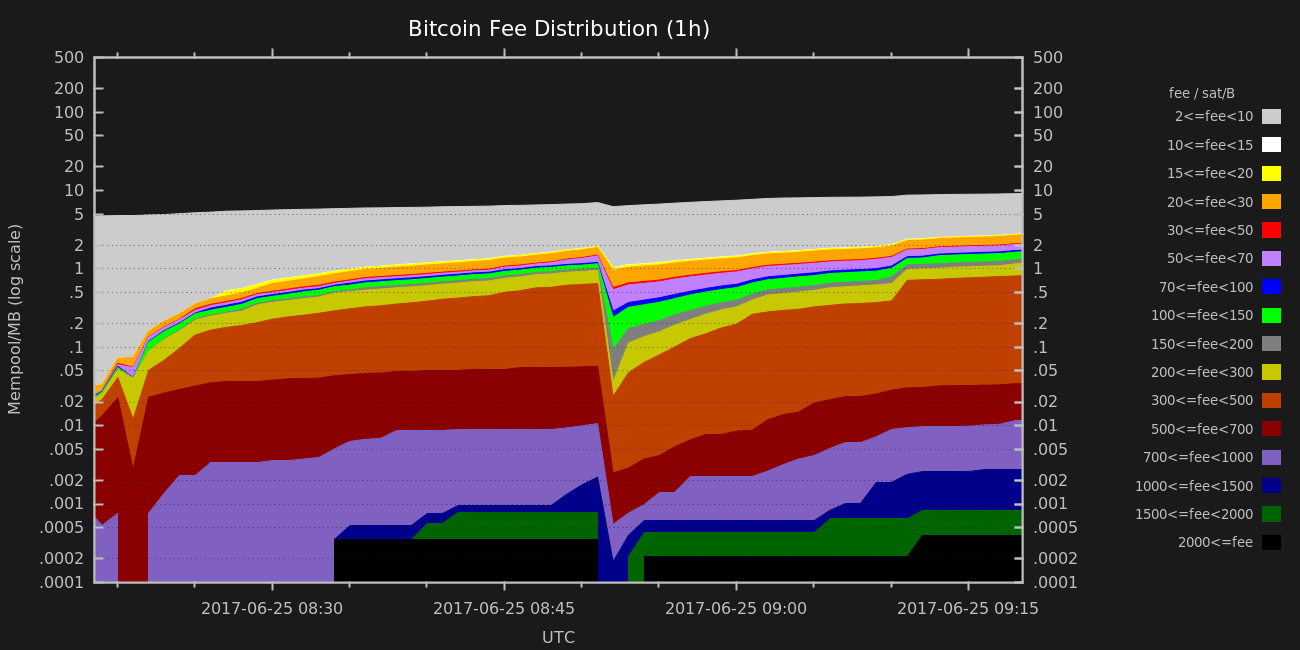 Bitcoin Fee Distribution (1h)
500
200
100
50
20
10
5
2
1
.5
.2
.1
.05
.02
.01
.005
.002
.001
.0005
.0002
.0001
Mempool/MB (log scale)
500
200
100
50
20
10
5
2
1
.5
.2
.1
.05
.02
.01
.005
.002
.001
.0005
.0002
.0001
fee / sat/B
2<=fee<10
10<=fee<15
15<=fee<20
20<=fee<30
30<=fee<50
50<=fee<70
70<=fee<100
100<=fee<150
150<=fee<200
200<=fee<300
300<=fee<500
500<=fee<700
700<=fee<1000
1000<=fee<1500
1500<=fee<2000
2000<=fee
2017-06-25 08:30 2017-06-25 08:45 2017-06-25 09:00 2017-06-25 09:15
UTC